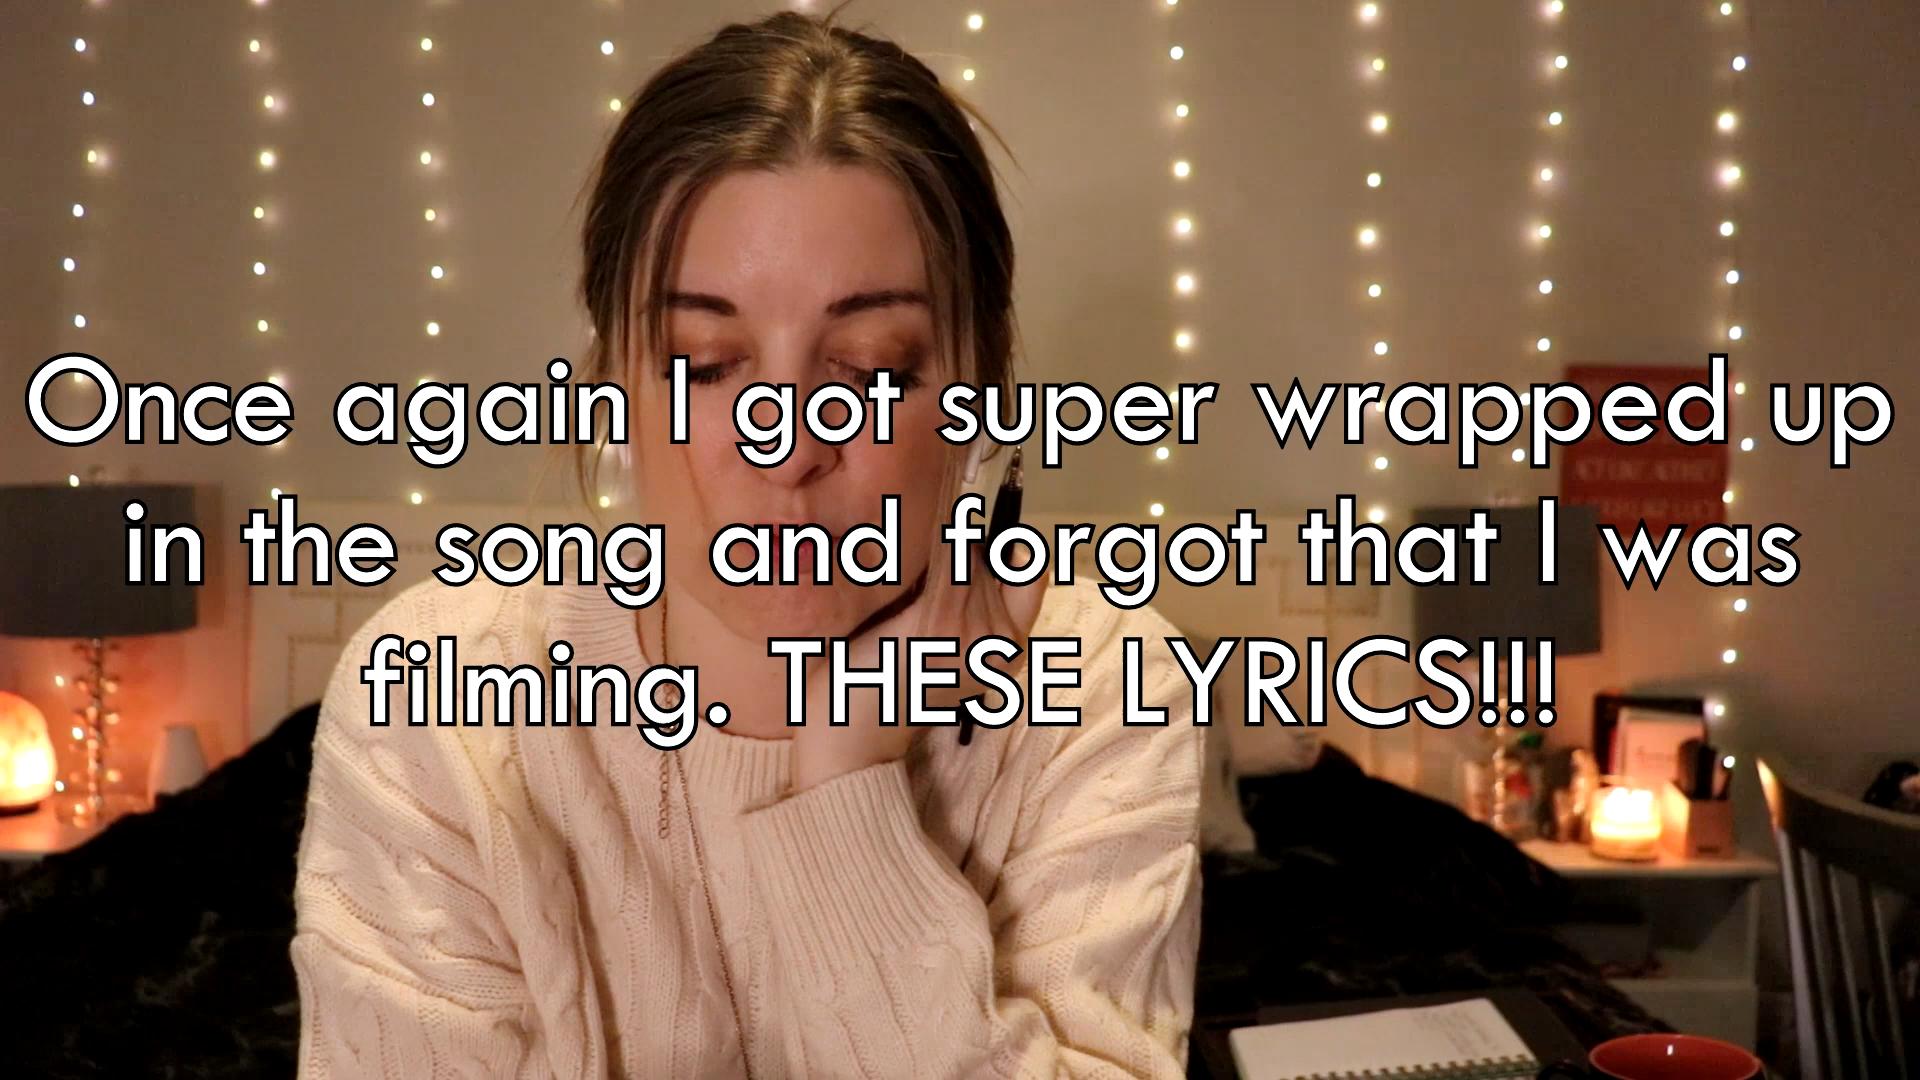 Once again I got super wrapped up
in the song and forgot that I was
filming. THESE LYRICS!!!